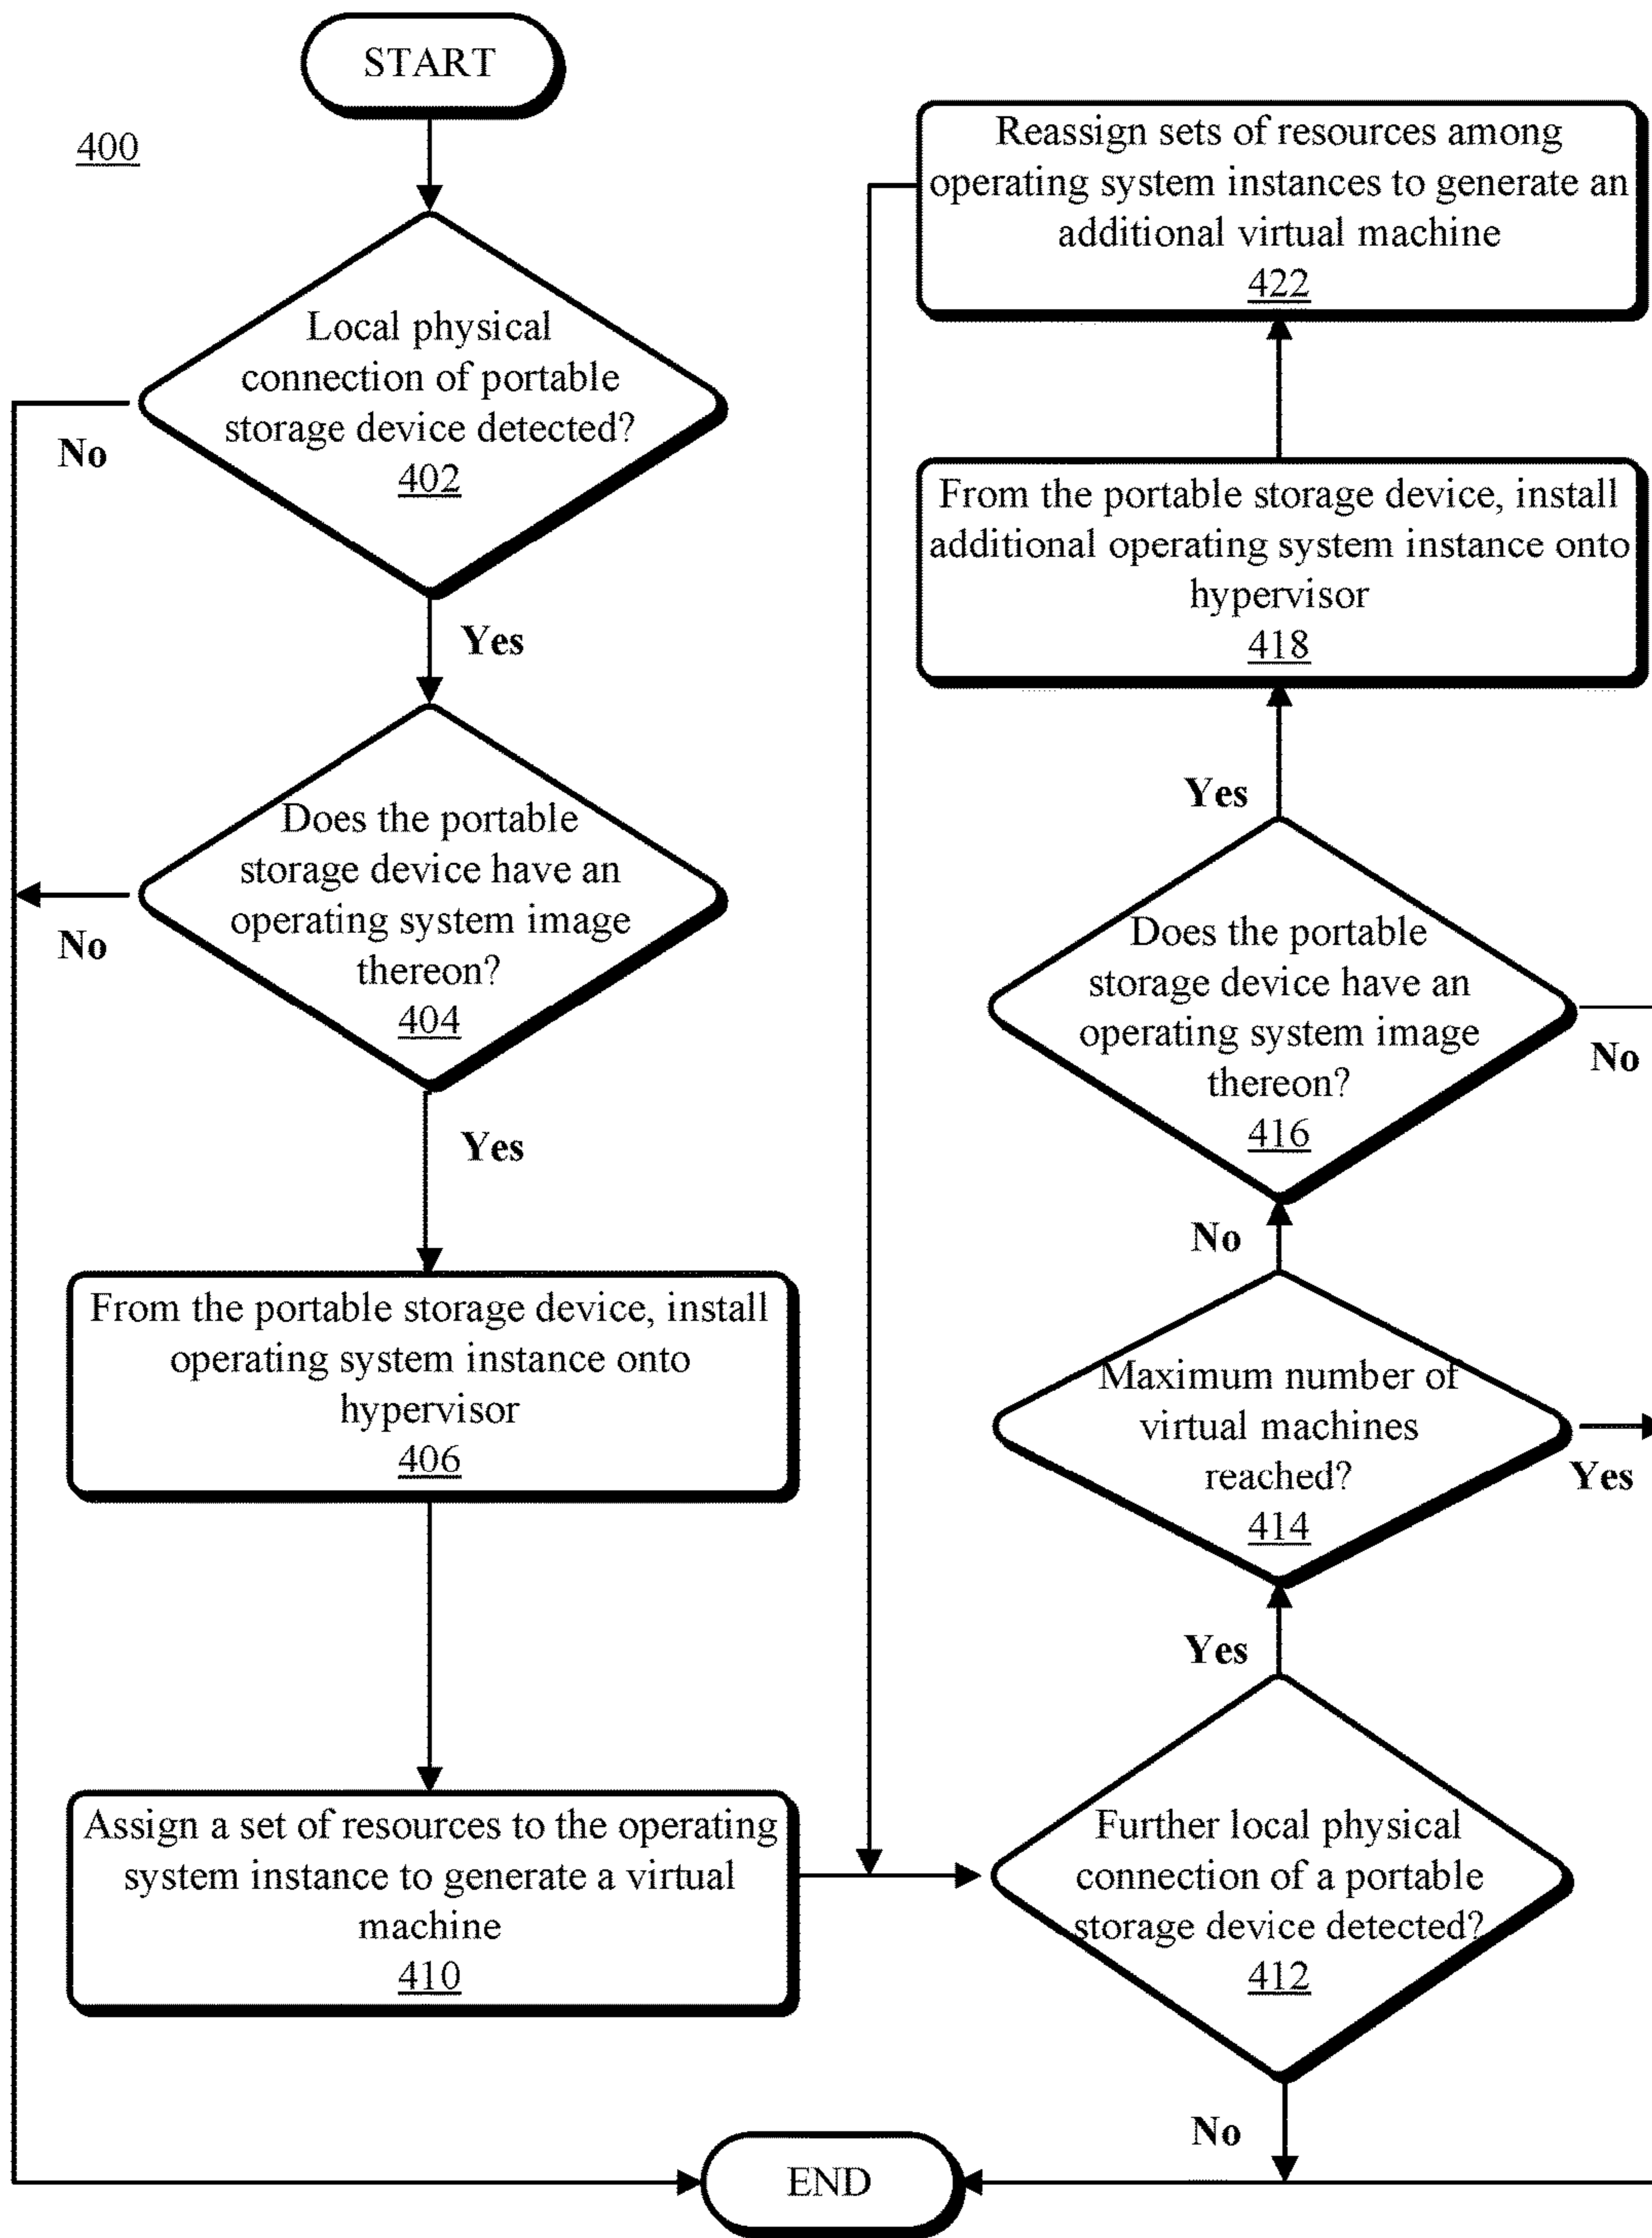 START
400
Local physical
connection of portable
storage device detected?
402
No
Yes
Does the portable
storage device have an
operating system image
thereon?
404
No
Yes
From the portable storage device, install
operating system instance onto
hypervisor
406
Assign a set of resources to the operating
system instance to generate a virtual
machine
410
Further local physical
connection of a portable
storage device detected?
412
No
Yes
Maximum number of
virtual machines
reached?
414
Yes
No
Does the portable
storage device have an
operating system image
thereon?
416
No
Yes
From the portable storage device, install
additional operating system instance onto
hypervisor
418
Reassign sets of resources among
operating system instances to generate an
additional virtual machine
422
END